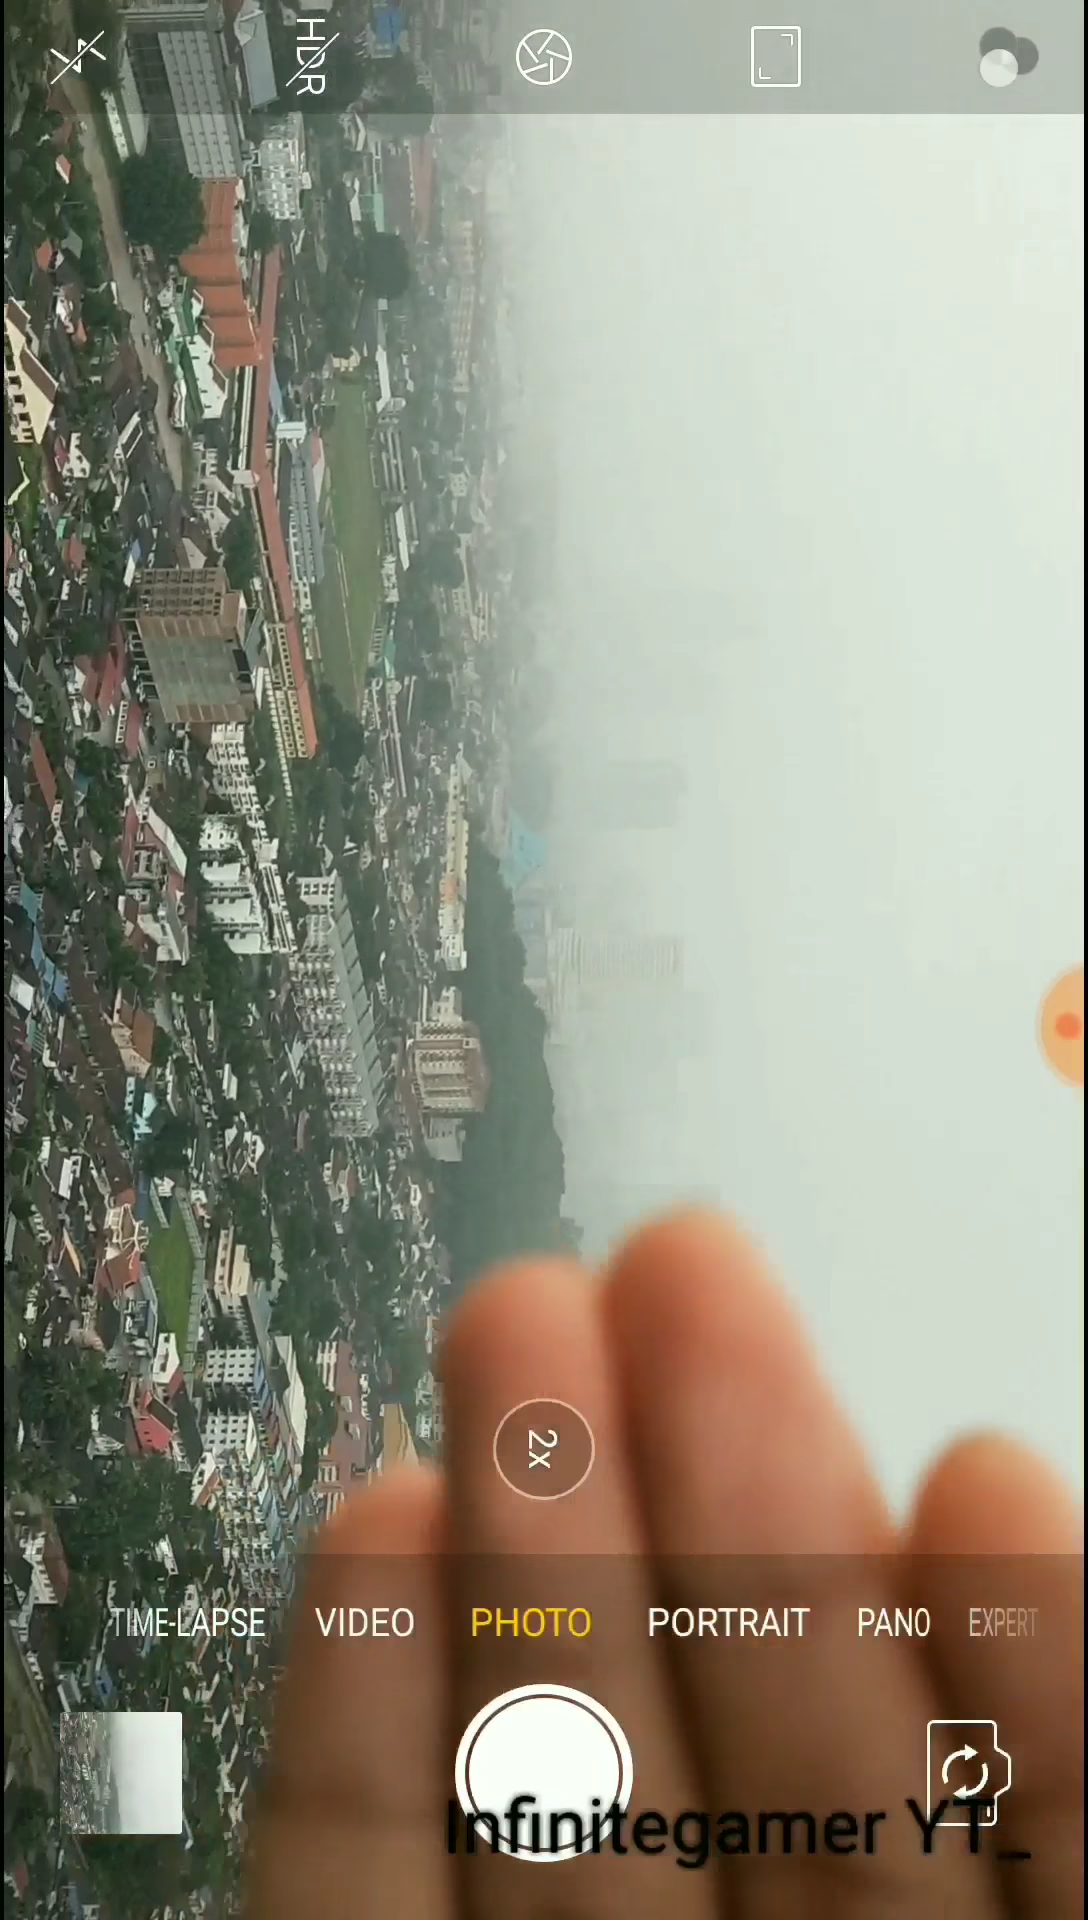 HDR
2x
TIME-LAPSE VIDEO PHOTO PORTRAIT PANO EXPERT
Infinitegamer YT_